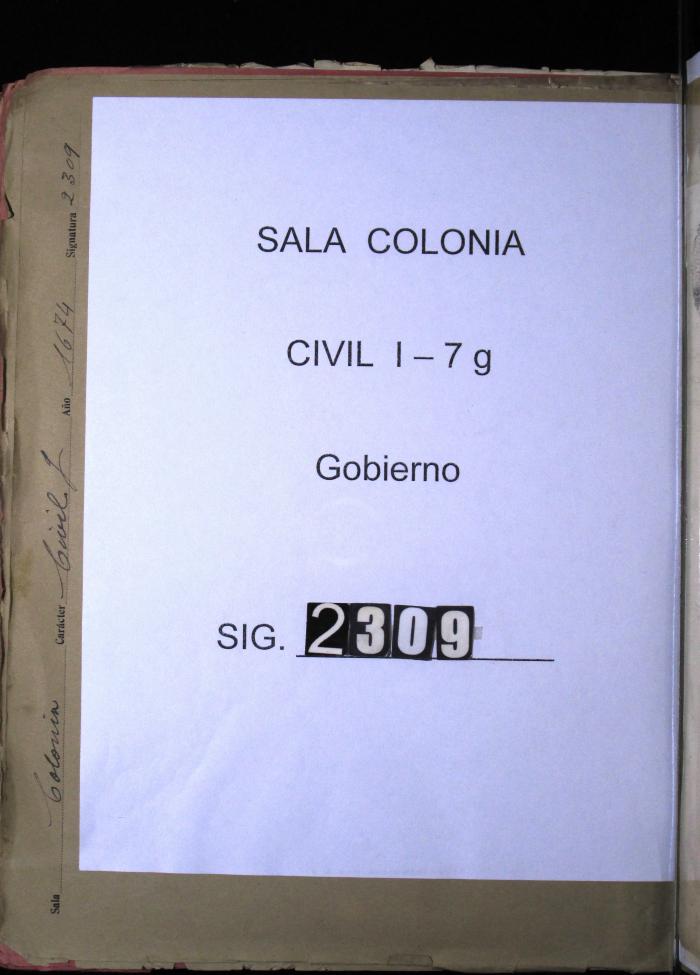 SALA COLONIA
CIVIL I – 7 g
Gobierno
SIG. 2309
Sala Colonia Carácter Civil I Año 1674 Signatura 2309